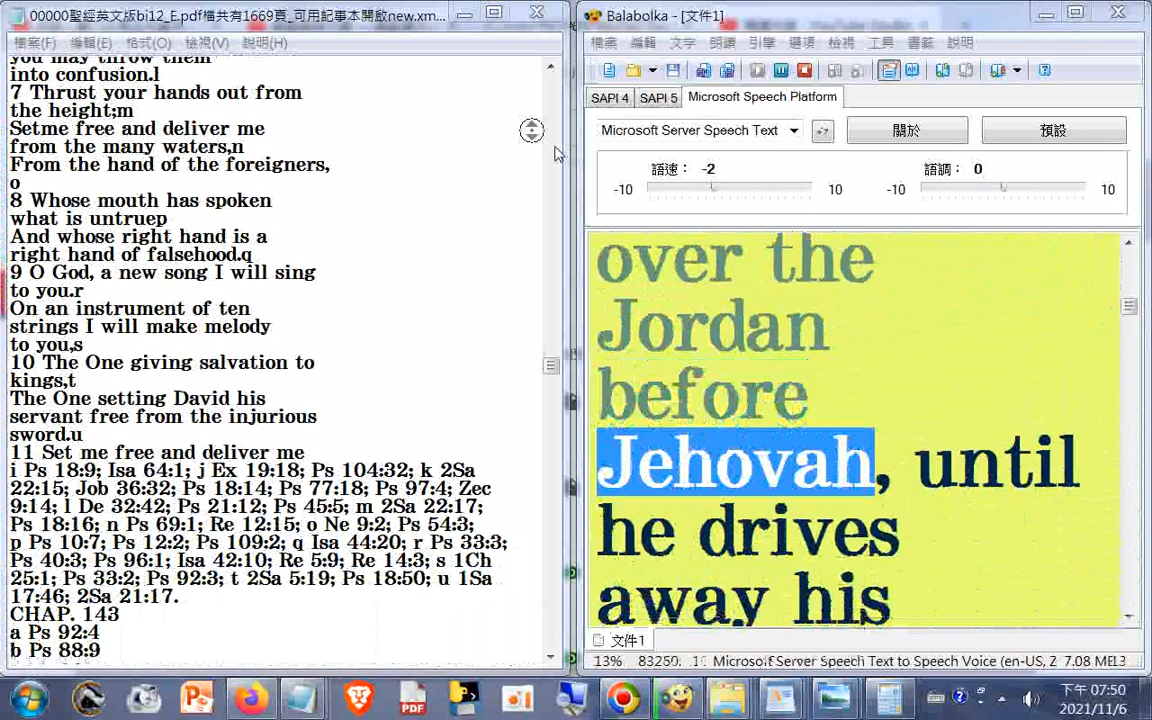 00000聖經英文版bi12_E.pdf檔共有1669頁_可用記事本開啟new.xm...
檔案(F) 編輯(E) 格式(O) 檢視(V) 說明(H)
you may throw them
into confusion.l
7 Thrust your hands out from
the height;m
Setme free and deliver me
from the many waters,n
From the hand of the foreigners,
o
8 Whose mouth has spoken
what is untruep
And whose right hand is a
right hand of falsehood.q
9 O God, a new song I will sing
to you.r
On an instrument of ten
strings I will make melody
to you,s
10 The One giving salvation to
kings,t
The One setting David his
servant free from the injurious
sword.u
11 Set me free and deliver me
i Ps 18:9; Isa 64:1; j Ex 19:18; Ps 104:32; k 2Sa
22:15; Job 36:32; Ps 18:14; Ps 77:18; Ps 97:4; Zec
9:14; l De 32:42; Ps 21:12; Ps 45:5; m 2Sa 22:17;
Ps 18:16; n Ps 69:1; Re 12:15; o Ne 9:2; Ps 54:3;
p Ps 10:7; Ps 12:2; Ps 109:2; q Isa 44:20; r Ps 33:3;
Ps 40:3; Ps 96:1; Isa 42:10; Re 5:9; Re 14:3; s 1Ch
25:1; Ps 33:2; Ps 92:3; t 2Sa 5:19; Ps 18:50; u 1Sa
17:46; 2Sa 21:17.
CHAP. 143
a Ps 92:4
b Ps 88:9
Balabolka - [文件1]
檔案 編輯 文字 朗讀 引擎 選項 檢視 工具 書籤 說明
SAPI 4 SAPI 5 Microsoft Speech Platform
Microsoft Server Speech Text 關於 預設
語速: -2 語調: 0
-10 10 -10 10
over the
Jordan
before
Jehovah, until
he drives
away his
文件1
13% 83250. Microsoft Server Speech Text to Speech Voice (en-US, Z 7.08 МБ
PDF
下午 07:50
2021/11/6